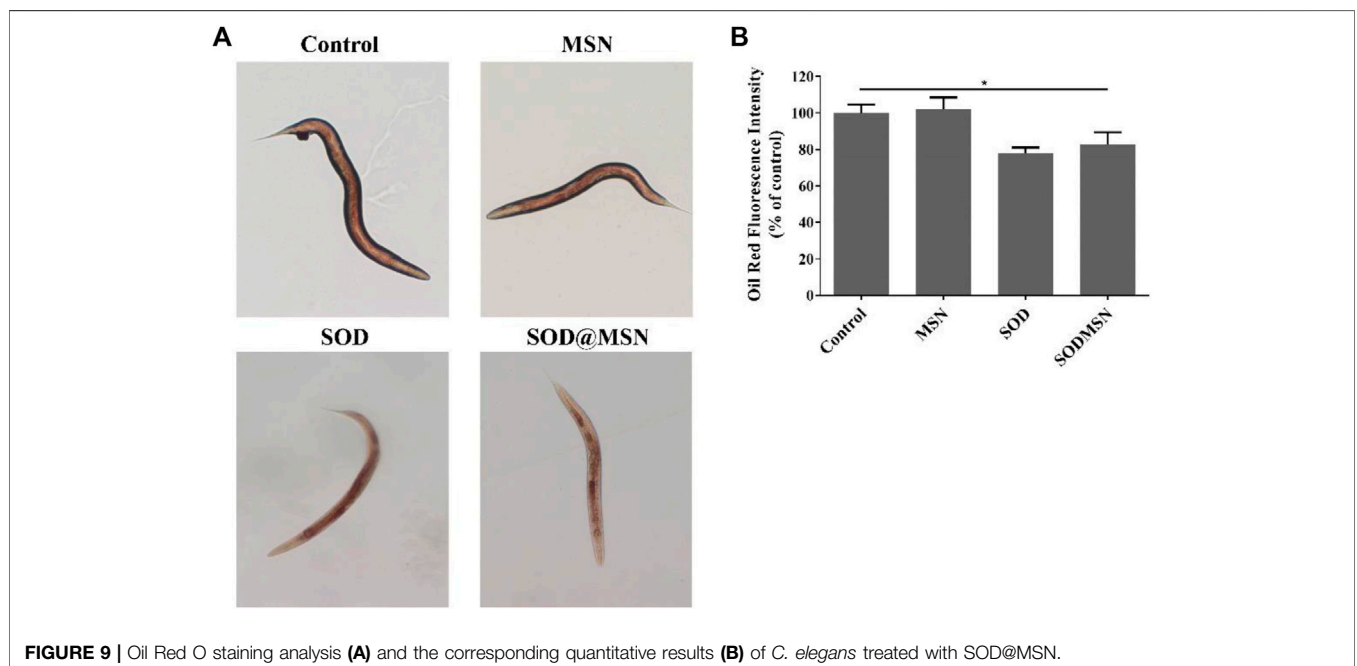 A
Control
MSN
SOD
SOD@MSN
B
Oil Red Fluorescence Intensity
(% of control)
120
100
80
60
40
20
0
*
Control
MSN
SOD
SODMSN
FIGURE 9 | Oil Red O staining analysis (A) and the corresponding quantitative results (B) of C. elegans treated with SOD@MSN.